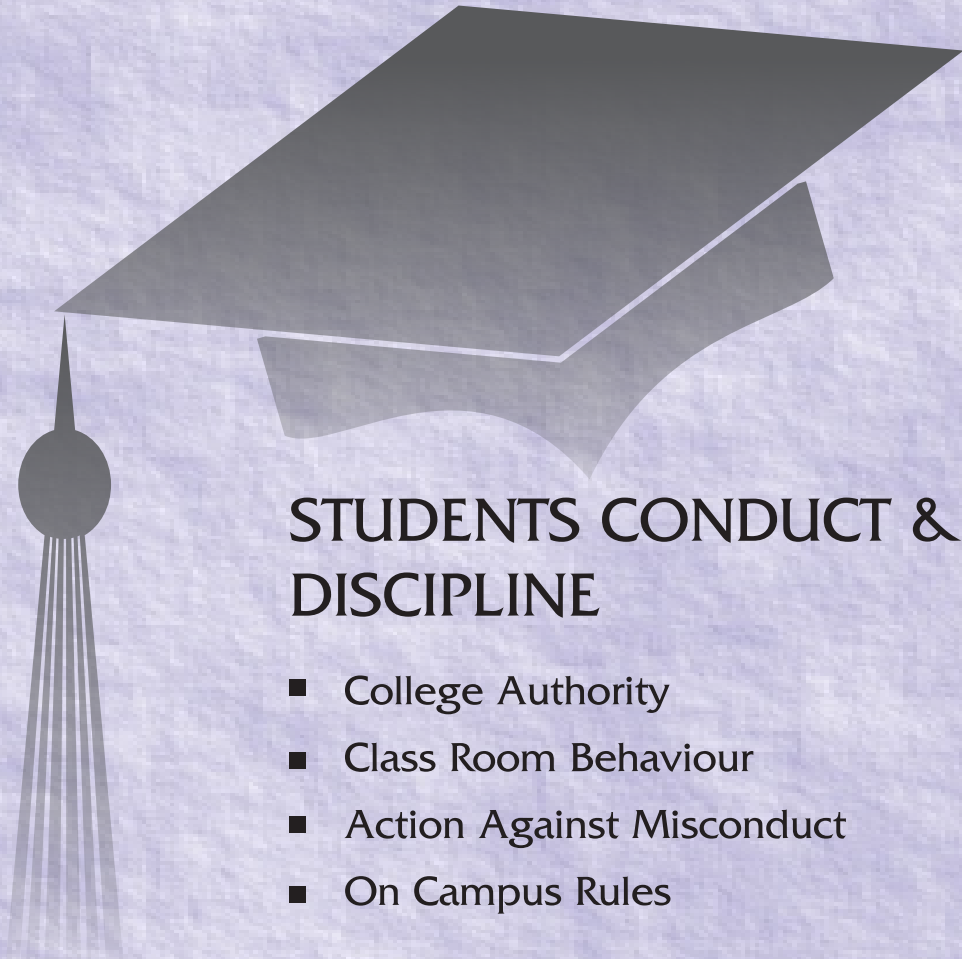 STUDENTS CONDUCT &
DISCIPLINE
■ College Authority
■ Class Room Behaviour
■ Action Against Misconduct
■ On Campus Rules